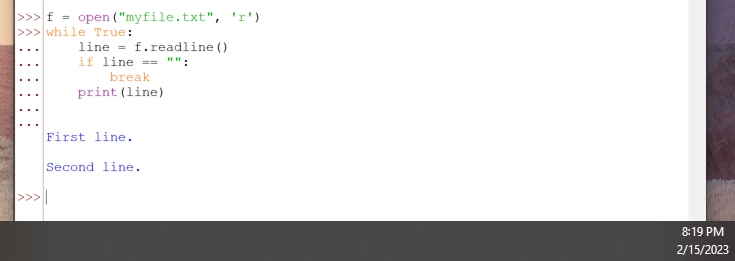 >>> f = open("myfile.txt", 'r')
>>> while True:
...     line = f.readline()
...     if line == "":
...         break
...     print(line)
...
...
First line.
Second line.
>>>
8:19 PM
2/15/2023